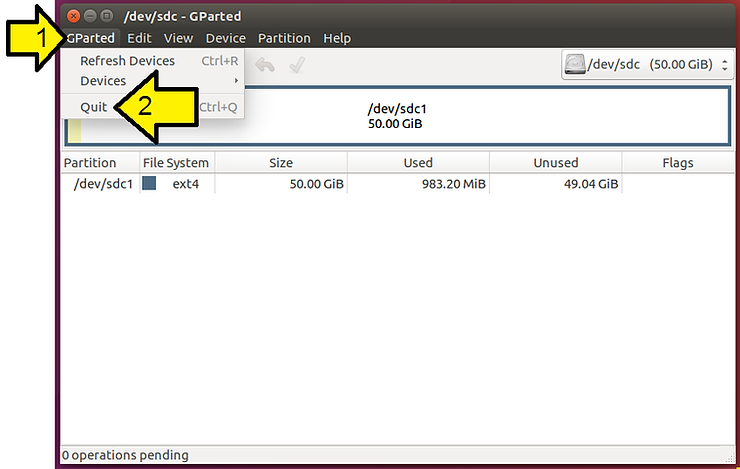 /dev/sdc - GParted
1
GParted Edit View Device Partition Help
Refresh Devices Ctrl+R
Devices
Quit 2 Ctrl+Q
/dev/sdc (50.00 GiB)
/dev/sdc1
50.00 GiB
Partition File System Size Used Unused Flags
/dev/sdc1 ext4 50.00 GiB 983.20 MiB 49.04 GiB
0 operations pending